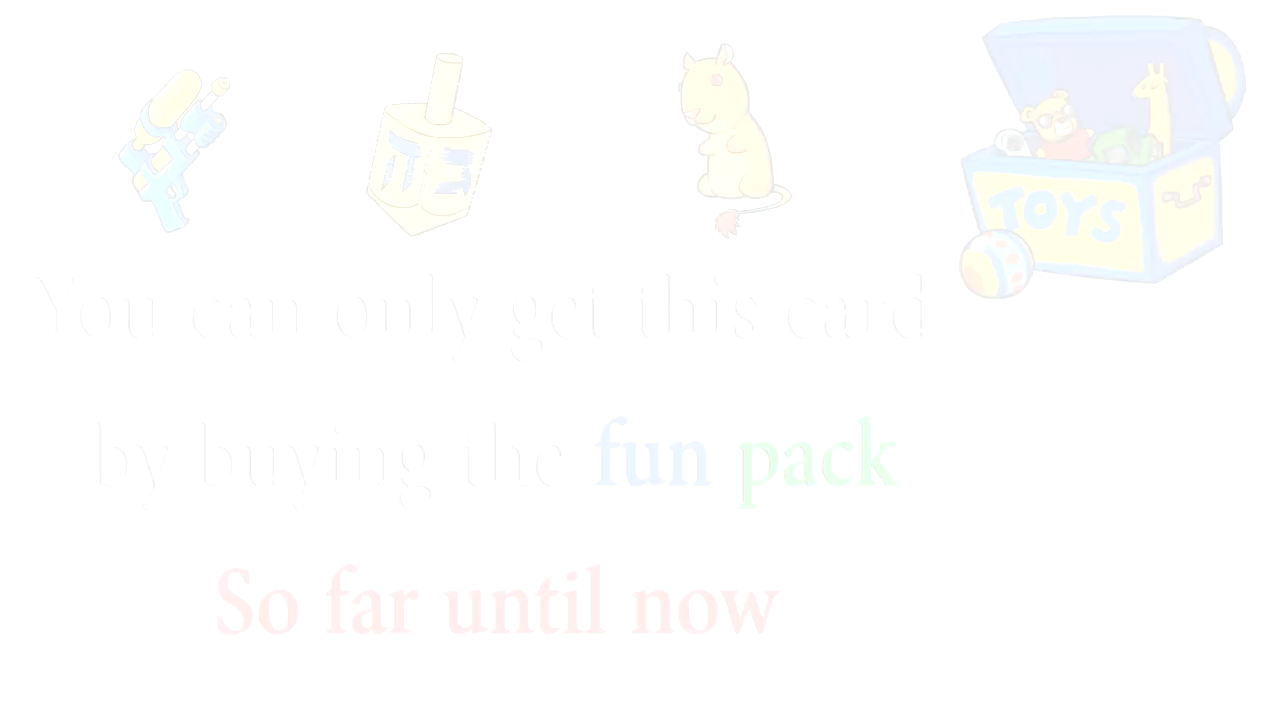 TOYS
You can only get this card
by buying the fun pack
So far until now